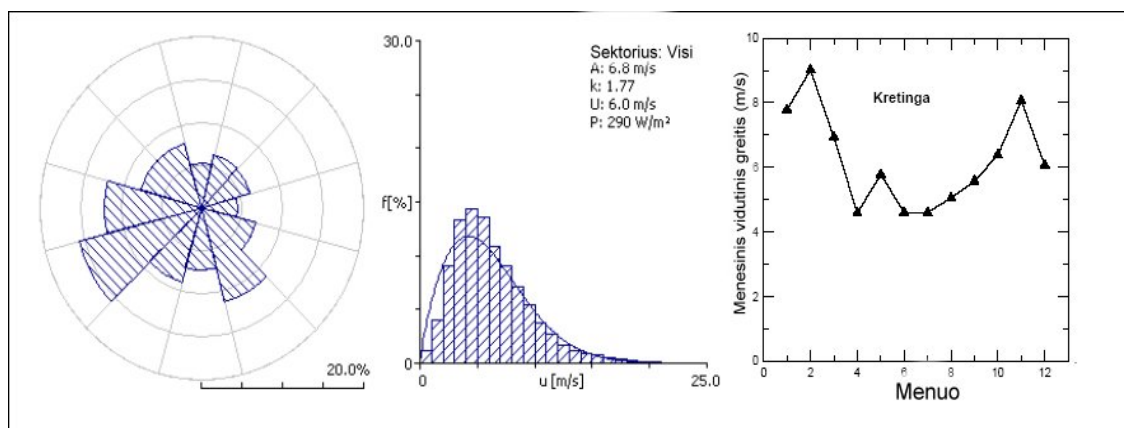 20.0%
30.0
f[%]
0
0
u [m/s]
25.0
Sektorius: Visi
A: 6.8 m/s
k: 1.77
U: 6.0 m/s
P: 290 W/m²
Menesinis vidutinis greitis (m/s)
10
8
6
4
2
0
Kretinga
0 2 4 6 8 10 12
Menuo